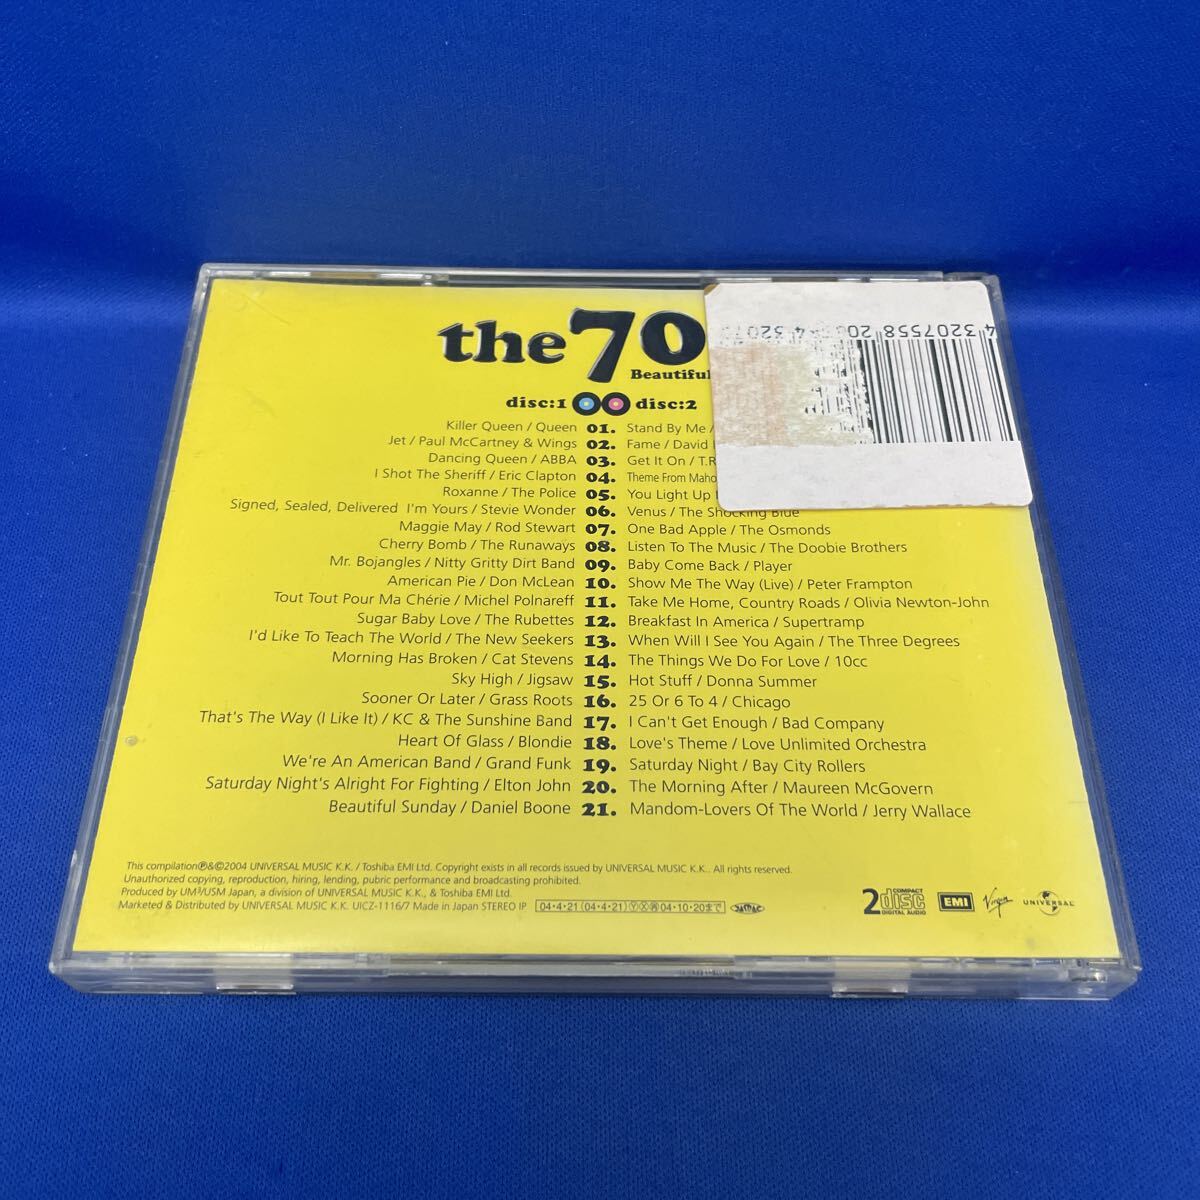 the 70
Beautiful
disc:1 disc:2
Killer Queen / Queen 01. Stand By Me /
Jet / Paul McCartney & Wings 02. Fame / David
Dancing Queen / ABBA 03. Get It On / T.R
I Shot The Sheriff / Eric Clapton 04. Theme From Maho
Roxanne / The Police 05. You Light Up
Signed, Sealed, Delivered I'm Yours / Stevie Wonder 06. Venus / The Shocking Blue
Maggie May / Rod Stewart 07. One Bad Apple / The Osmonds
Cherry Bomb / The Runaways 08. Listen To The Music / The Doobie Brothers
Mr. Bojangles / Nitty Gritty Dirt Band 09. Baby Come Back / Player
American Pie / Don McLean 10. Show Me The Way (Live) / Peter Frampton
Tout Tout Pour Ma Chérie / Michel Polnareff 11. Take Me Home, Country Roads / Olivia Newton-John
Sugar Baby Love / The Rubettes 12. Breakfast In America / Supertramp
I'd Like To Teach The World / The New Seekers 13. When Will I See You Again / The Three Degrees
Morning Has Broken / Cat Stevens 14. The Things We Do For Love / 10cc
Sky High / Jigsaw 15. Hot Stuff / Donna Summer
Sooner Or Later / Grass Roots 16. 25 Or 6 To 4 / Chicago
That's The Way (I Like It) / KC & The Sunshine Band 17. I Can't Get Enough / Bad Company
Heart Of Glass / Blondie 18. Love's Theme / Love Unlimited Orchestra
We're An American Band / Grand Funk 19. Saturday Night / Bay City Rollers
Saturday Night's Alright For Fighting / Elton John 20. The Morning After / Maureen McGovern
Beautiful Sunday / Daniel Boone 21. Mandom-Lovers Of The World / Jerry Wallace
This compilation℗&©2004 UNIVERSAL MUSIC K.K. / Toshiba EMI Ltd. Copyright exists in all records issued by UNIVERSAL MUSIC K.K.. All rights reserved.
Unauthorized copying, reproduction, hiring, lending, pubric performance and broadcasting prohibited.
Produced by UM³/USM Japan, a division of UNIVERSAL MUSIC K.K., & Toshiba EMI Ltd.
Marketed & Distributed by UNIVERSAL MUSIC K.K. UICZ-1116/7 Made in Japan STEREO IP 04·4·21 (04·4·21) Ⓨ Ⓧ Ⓦ 04·10·20まで
2 COMPACT disc DIGITAL AUDIO EMI Virgin UNIVERSAL